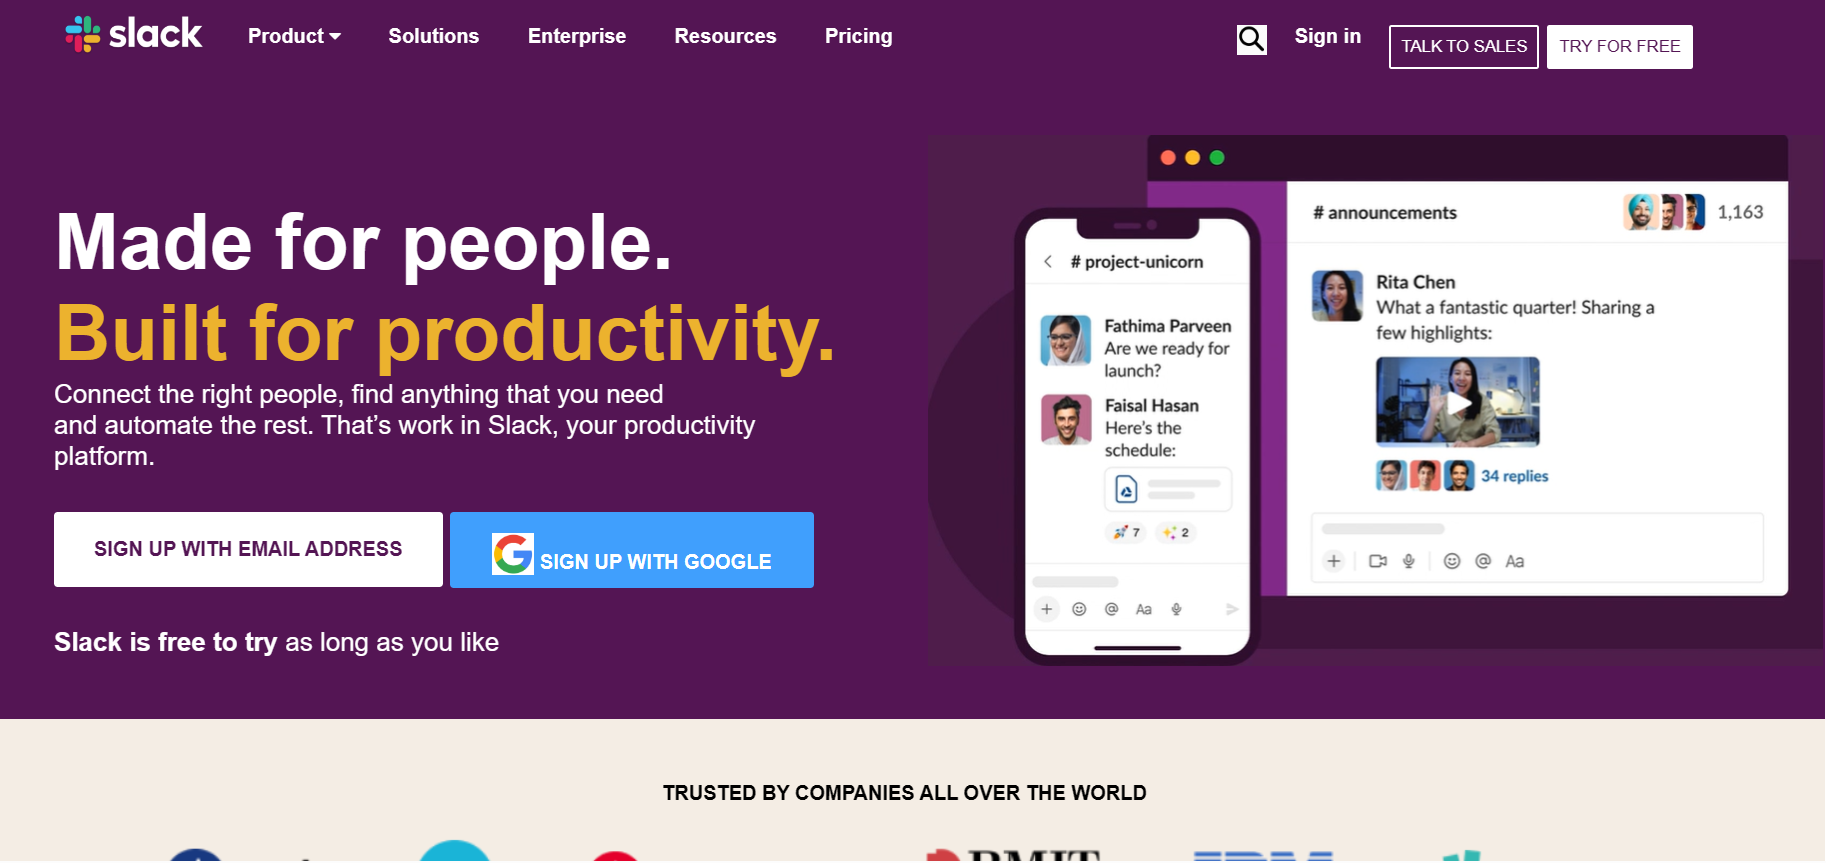 slack
Product
Solutions
Enterprise
Resources
Pricing
Sign in
TALK TO SALES
TRY FOR FREE
Made for people.
Built for productivity.
Connect the right people, find anything that you need
and automate the rest. That’s work in Slack, your productivity
platform.
SIGN UP WITH EMAIL ADDRESS
SIGN UP WITH GOOGLE
Slack is free to try as long as you like
# project-unicorn
Fathima Parveen
Are we ready for
launch?
Faisal Hasan
Here's the
schedule:
7
2
@
Aa
# announcements
1,163
Rita Chen
What a fantastic quarter! Sharing a
few highlights:
34 replies
@
Aa
TRUSTED BY COMPANIES ALL OVER THE WORLD